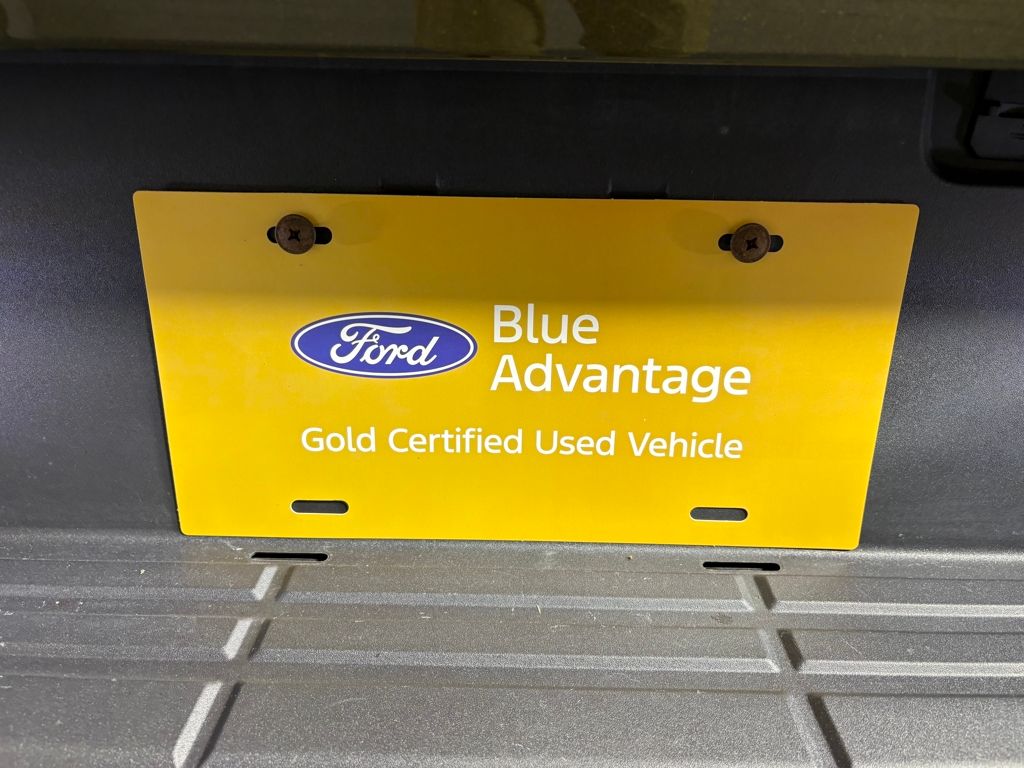 Ford
Blue
Advantage
Gold Certified Used Vehicle